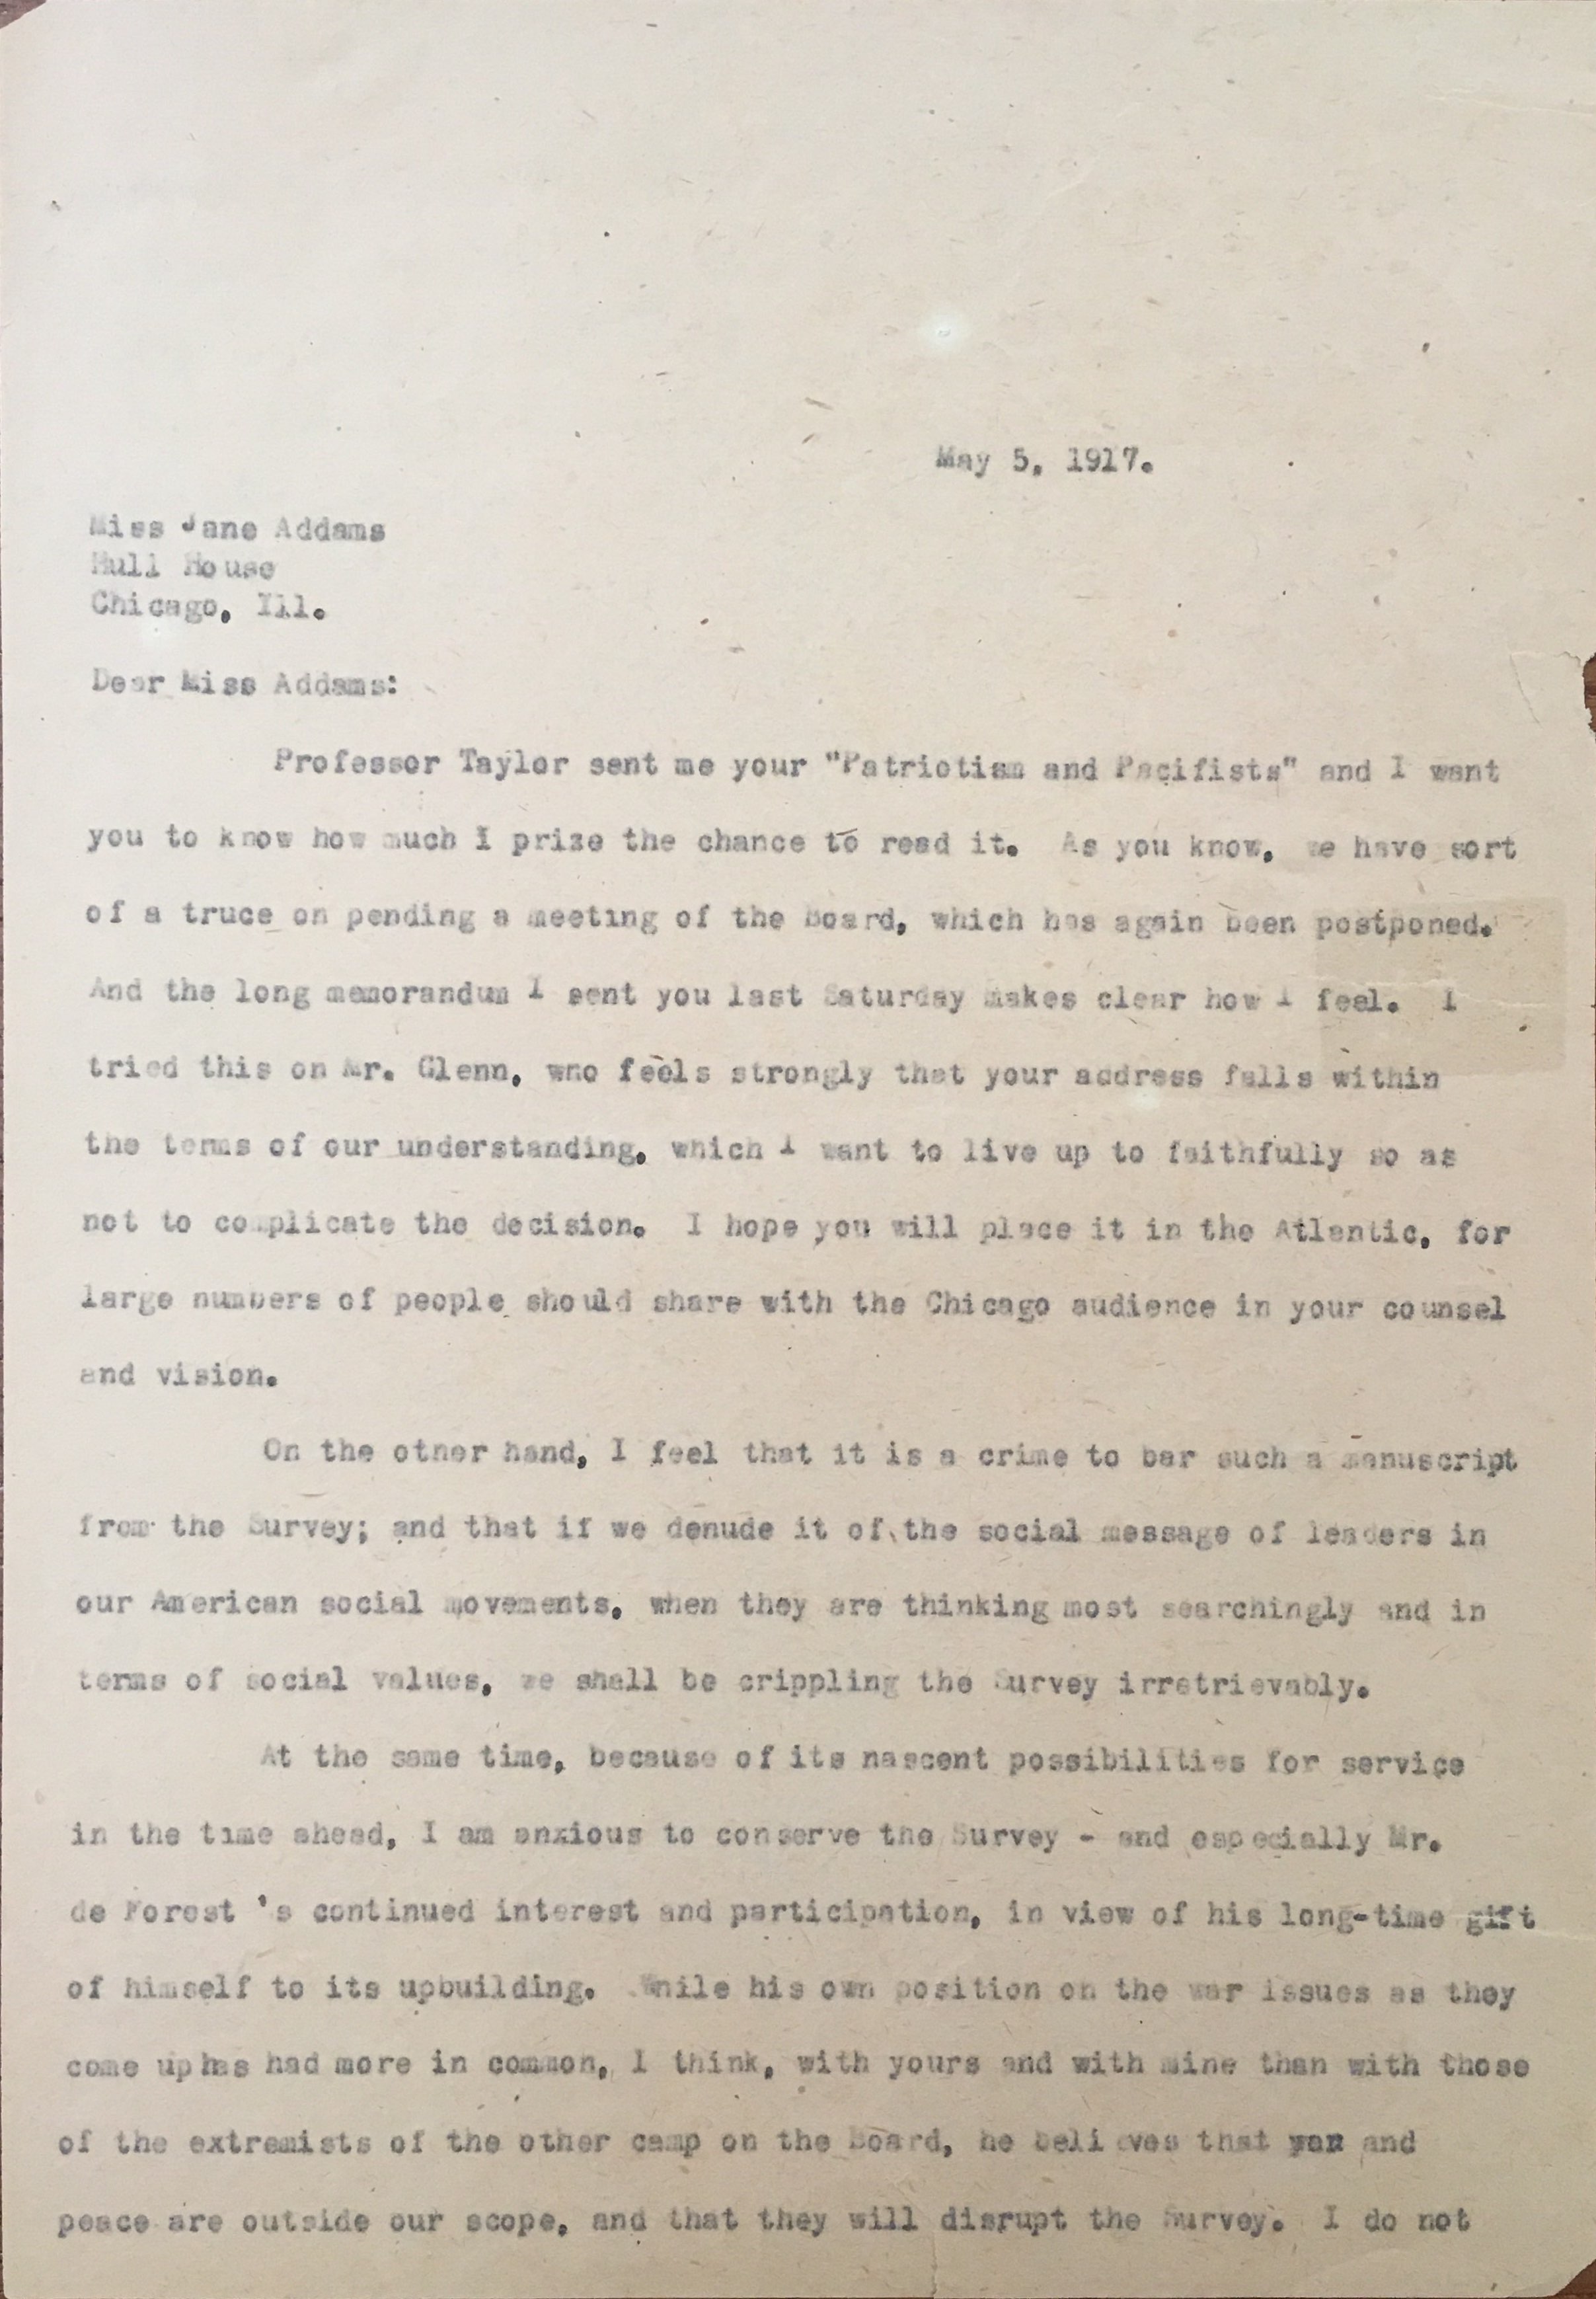 May 5, 1917.
Miss Jane Addams
Hull House
Chicago, Ill.
Dear Miss Addams:
Professor Taylor sent me your "Patriotism and Pacifists" and I want
you to know how much I prize the chance to read it. As you know, we have sort
of a truce on pending a meeting of the board, which has again been postponed.
And the long memorandum I sent you last Saturday makes clear how I feel. I
tried this on Mr. Glenn, who feels strongly that your address falls within
the terms of our understanding, which I want to live up to faithfully so as
not to complicate the decision. I hope you will place it in the Atlantic, for
large numbers of people should share with the Chicago audience in your counsel
and vision.
On the other hand, I feel that it is a crime to bar such a manuscript
from the Survey; and that if we denude it of the social message of leaders in
our American social movements, when they are thinking most searchingly and in
terms of social values, we shall be crippling the Survey irretrievably.
At the same time, because of its nascent possibilities for service
in the time ahead, I am anxious to conserve the Survey - and especially Mr.
de Forest 's continued interest and participation, in view of his long-time gift
of himself to its upbuilding. While his own position on the war issues as they
come up has had more in common, I think, with yours and with mine than with those
of the extremists of the other camp on the Board, he believes that war and
peace are outside our scope, and that they will disrupt the Survey. I do not